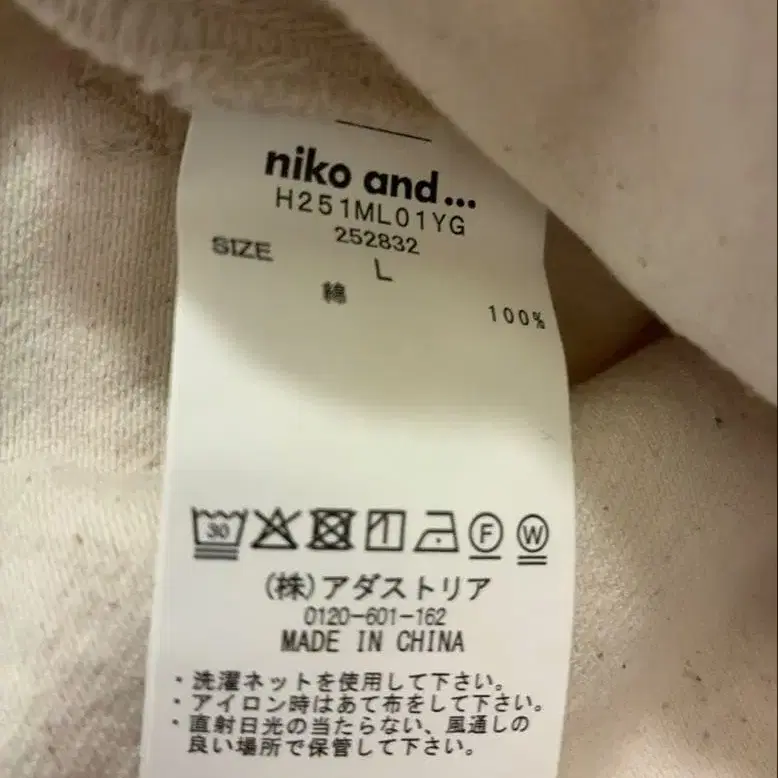 niko and...
H251ML01YG
252832
SIZE
L
綿 100%
30 F W
(株)アダストリア
0120-601-162
MADE IN CHINA
・洗濯ネットを使用して下さい。
・アイロン時はあて布をして下さい。
・直射日光の当たらない、風通しの
良い場所で保管して下さい。